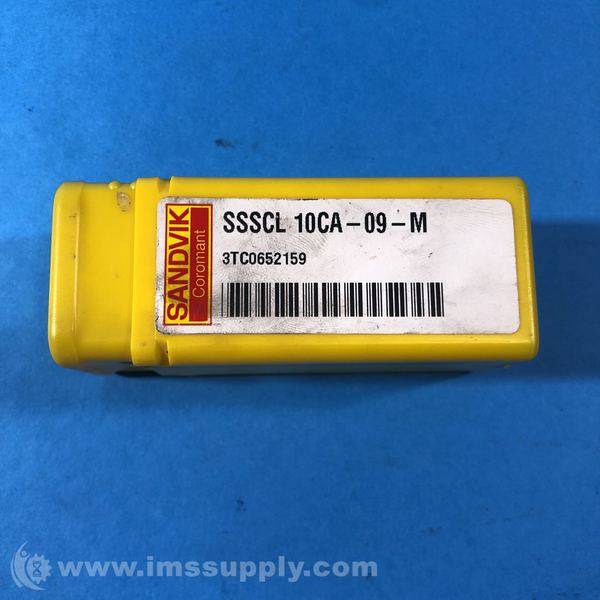 SANDVIK
Coromant
SSSCL 10CA-09-M
3TC0652159
www.imssupply.com